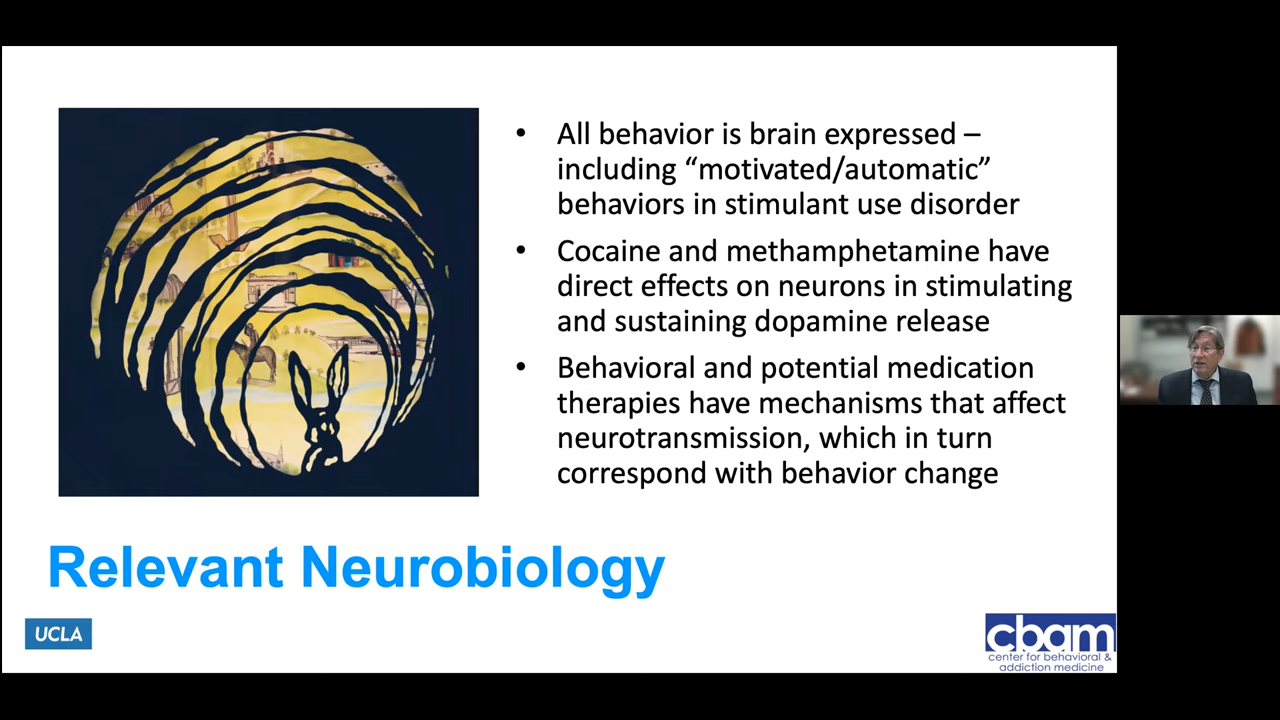 • All behavior is brain expressed –
including “motivated/automatic”
behaviors in stimulant use disorder
• Cocaine and methamphetamine have
direct effects on neurons in stimulating
and sustaining dopamine release
• Behavioral and potential medication
therapies have mechanisms that affect
neurotransmission, which in turn
correspond with behavior change
Relevant Neurobiology
UCLA
cbam
center for behavioral &
addiction medicine